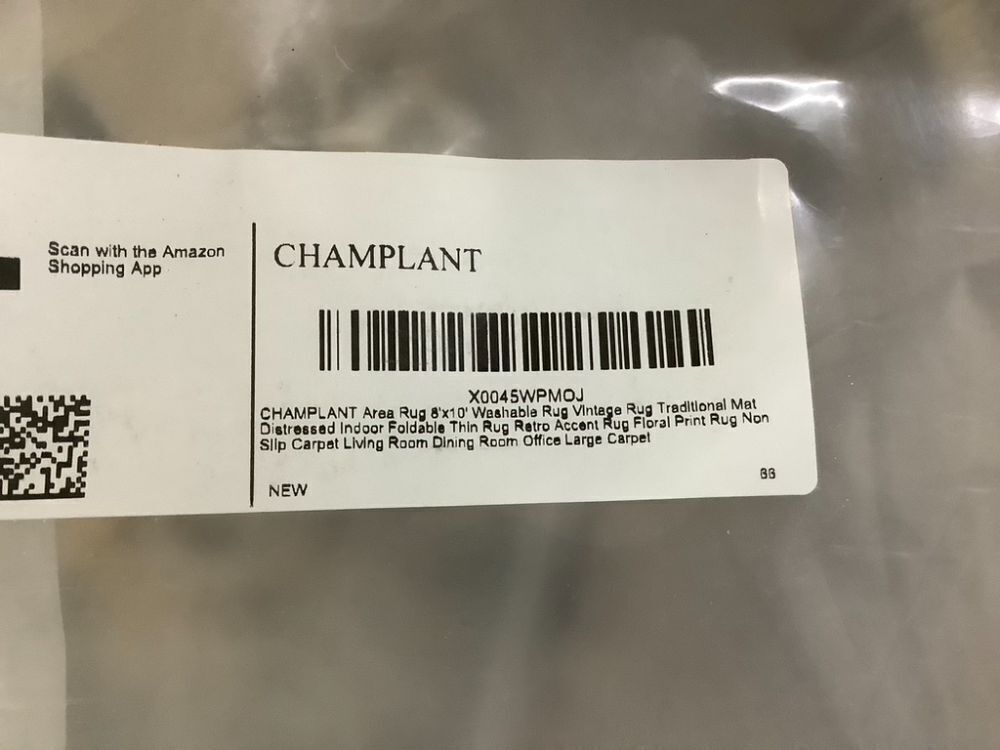 Scan with the Amazon
Shopping App
CHAMPLANT
X0045WPMOJ
CHAMPLANT Area Rug 8'x10' Washable Rug Vintage Rug Traditional Mat
Distressed Indoor Foldable Thin Rug Retro Accent Rug Floral Print Rug Non
Slip Carpet Living Room Dining Room Office Large Carpet
NEW